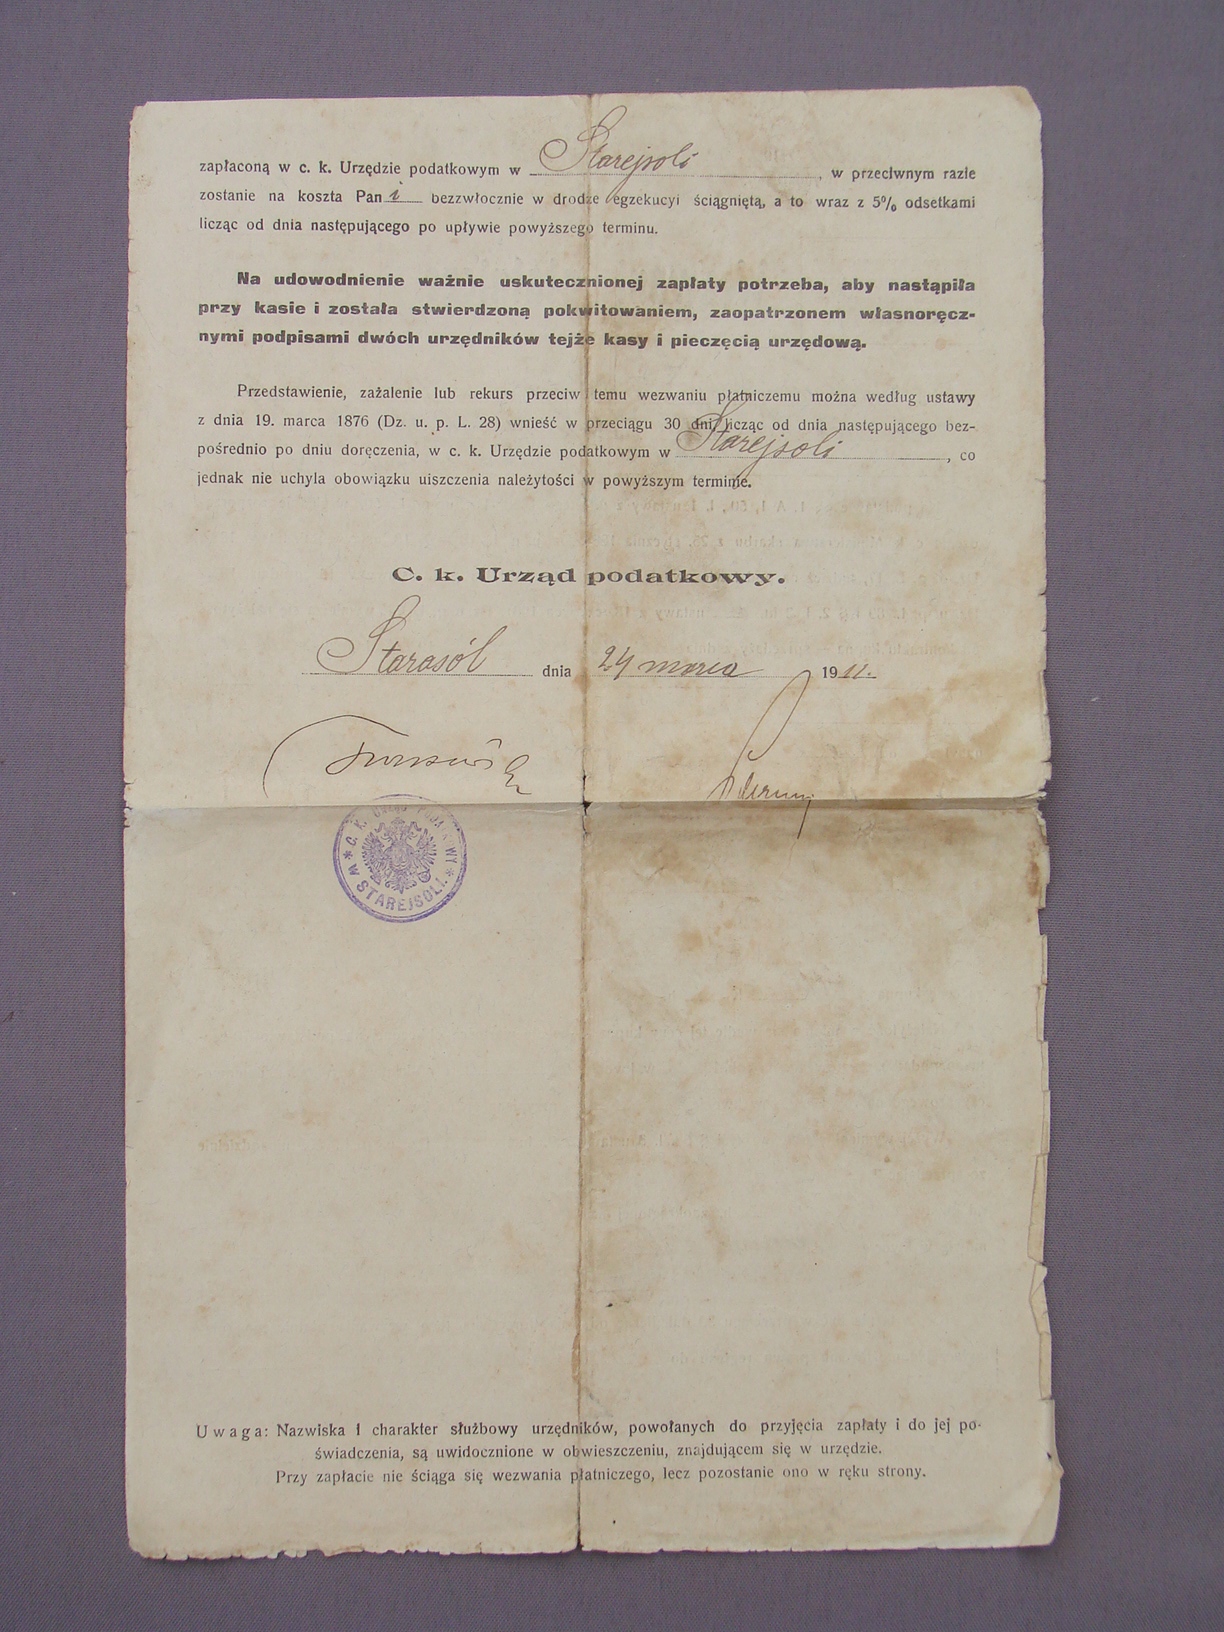 zapłaconą w c. k. Urzędzie podatkowym w Starejsoli, w przeciwnym razie
zostanie na koszta Pani bezzwłocznie w drodze egzekucyi ściągniętą, a to wraz z 5% odsetkami
licząc od dnia następującego po upływie powyższego terminu.
Na udowodnienie ważnie uskutecznionej zapłaty potrzeba, aby nastąpiła
przy kasie i została stwierdzoną pokwitowaniem, zaopatrzonem własnoręcz-
nymi podpisami dwóch urzędników tejże kasy i pieczęcią urzędową.
Przedstawienie, zażalenie lub rekurs przeciw temu wezwaniu płatniczemu można według ustawy
z dnia 19. marca 1876 (Dz. u. p. L. 28) wnieść w przeciągu 30 dni licząc od dnia następującego bez-
pośrednio po dniu doręczenia, w c. k. Urzędzie podatkowym w Starejsoli, co
jednak nie uchyla obowiązku uiszczenia należytości w powyższym terminie.
C. k. Urząd podatkowy.
Starasól dnia 24 marca 1911.
C. K. URZĄD PODATKOWY
W STAREJSOLI.
Uwaga: Nazwiska i charakter służbowy urzędników, powołanych do przyjęcia zapłaty i do jej po-
świadczenia, są uwidocznione w obwieszczeniu, znajdującem się w urzędzie.
Przy zapłacie nie ściąga się wezwania płatniczego, lecz pozostanie ono w ręku strony.